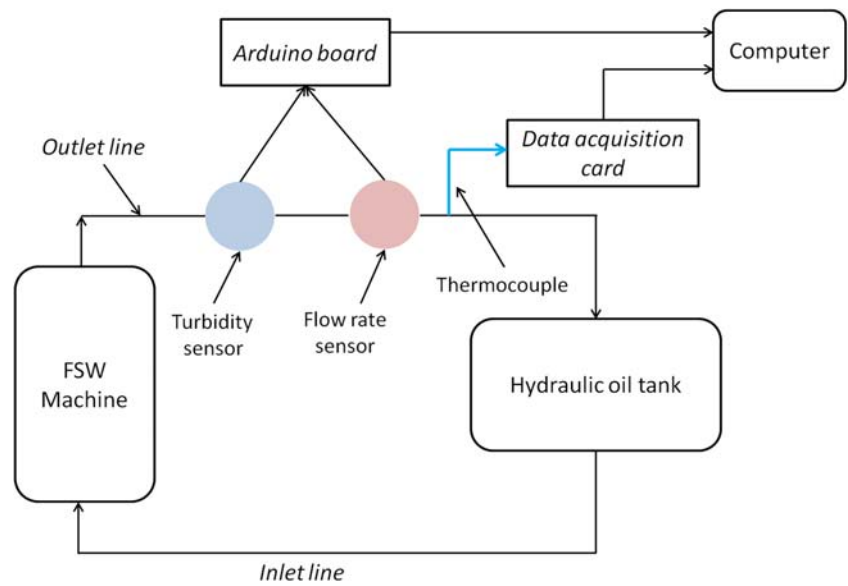 Arduino board
Computer
Data acquisition
card
Outlet line
Thermocouple
Turbidity
sensor
Flow rate
sensor
FSW
Machine
Hydraulic oil tank
Inlet line